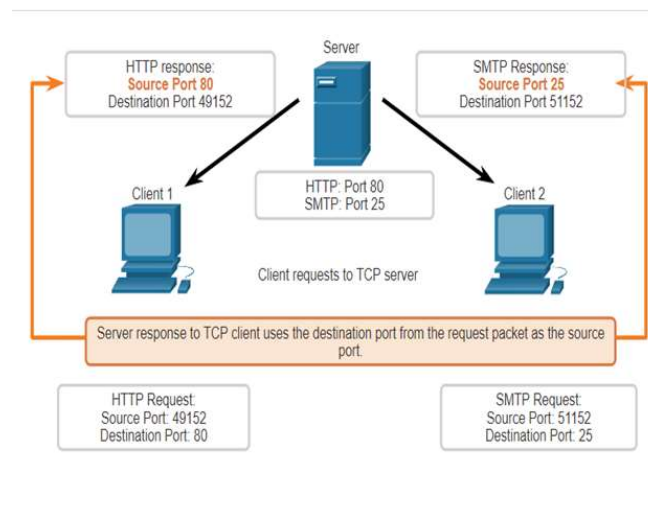 Server
HTTP response:
Source Port 80
Destination Port 49152
SMTP Response:
Source Port 25
Destination Port 51152
HTTP: Port 80
SMTP: Port 25
Client 1
Client 2
Client requests to TCP server
Server response to TCP client uses the destination port from the request packet as the source
port.
HTTP Request:
Source Port: 49152
Destination Port: 80
SMTP Request:
Source Port: 51152
Destination Port: 25